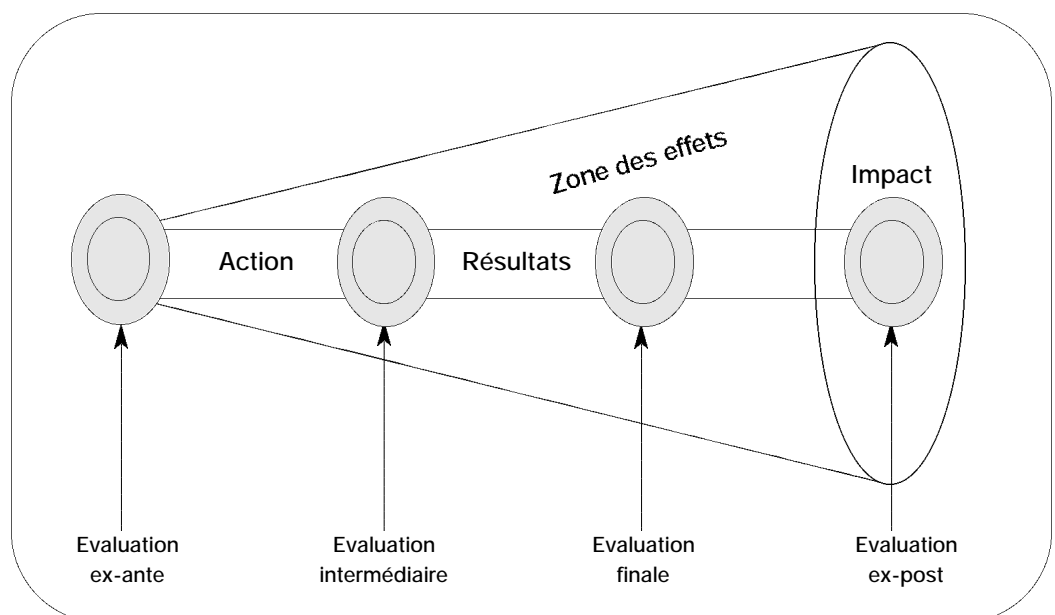 Zone des effets
Impact
Action
Résultats
Evaluation
ex-ante
Evaluation
intermédiaire
Evaluation
finale
Evaluation
ex-post